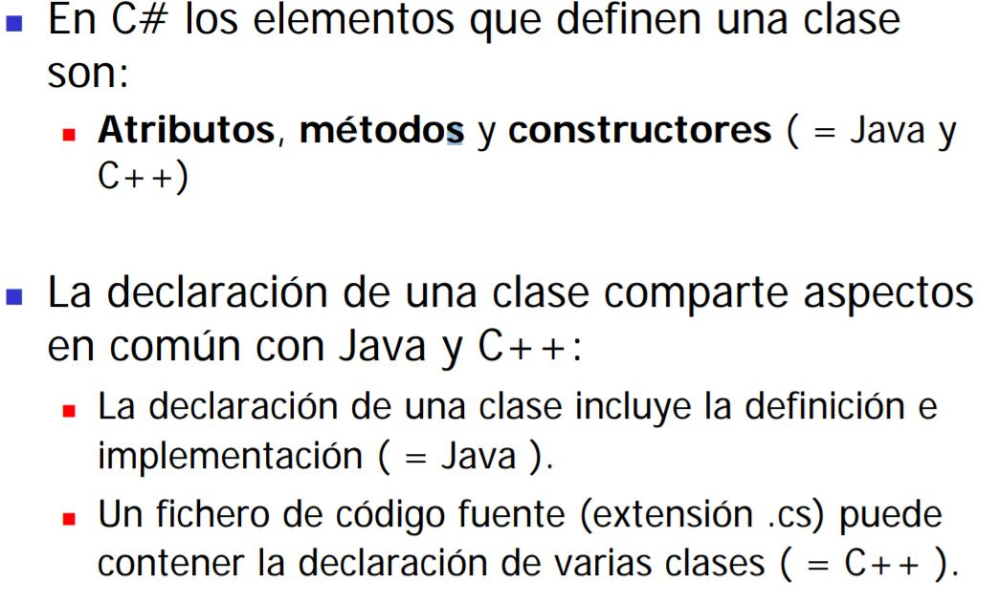 En C# los elementos que definen una clase
son:
Atributos, métodos y constructores ( = Java y
C++)
La declaración de una clase comparte aspectos
en común con Java y C++:
La declaración de una clase incluye la definición e
implementación ( = Java ).
Un fichero de código fuente (extensión .cs) puede
contener la declaración de varias clases ( = C++ ).